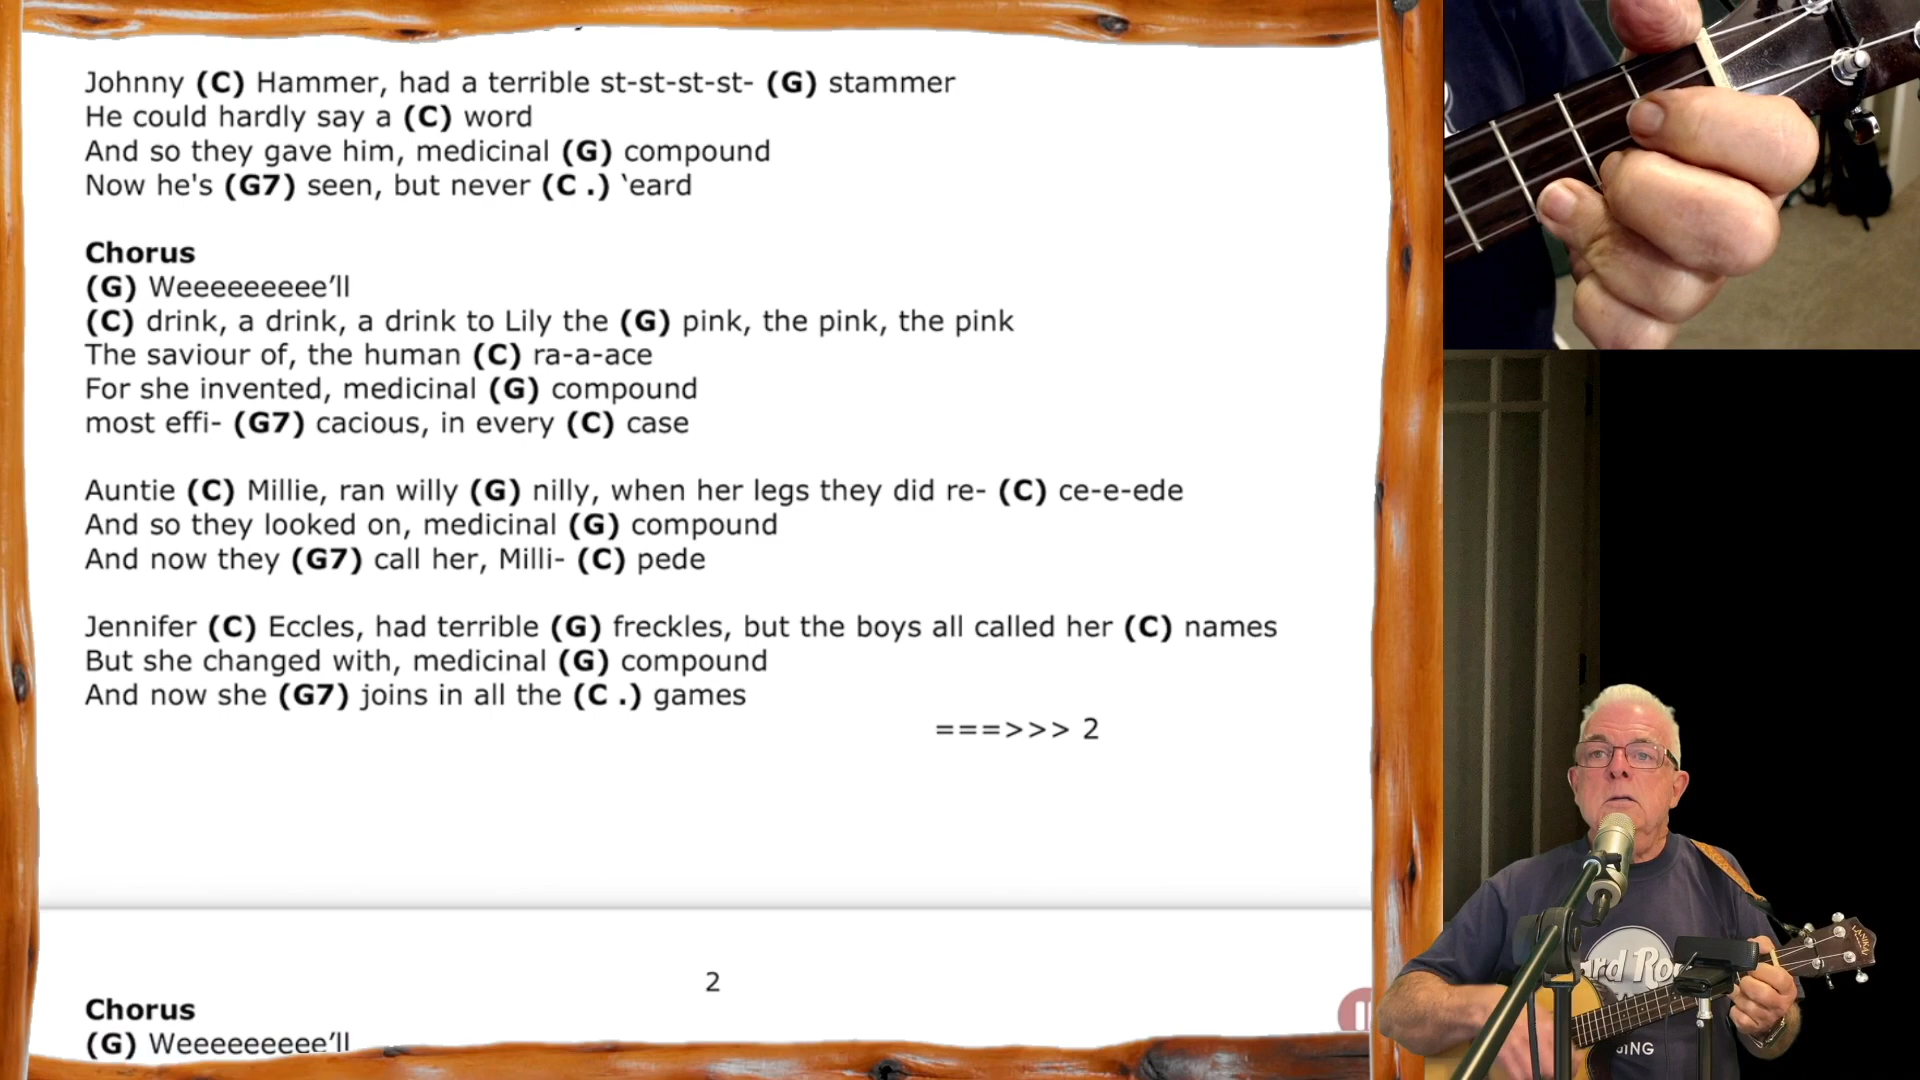 Johnny (C) Hammer, had a terrible st-st-st-st- (G) stammer
He could hardly say a (C) word
And so they gave him, medicinal (G) compound
Now he's (G7) seen, but never (C .) ‘eard
Chorus
(G) Weeeeeeeee’ll
(C) drink, a drink, a drink to Lily the (G) pink, the pink, the pink
The saviour of, the human (C) ra-a-ace
For she invented, medicinal (G) compound
most effi- (G7) cacious, in every (C) case
Auntie (C) Millie, ran willy (G) nilly, when her legs they did re- (C) ce-e-ede
And so they looked on, medicinal (G) compound
And now they (G7) call her, Milli- (C) pede
Jennifer (C) Eccles, had terrible (G) freckles, but the boys all called her (C) names
But she changed with, medicinal (G) compound
And now she (G7) joins in all the (C .) games
===>>> 2
2
Chorus
(G) Weeeeeeeee’ll
LANIKAI